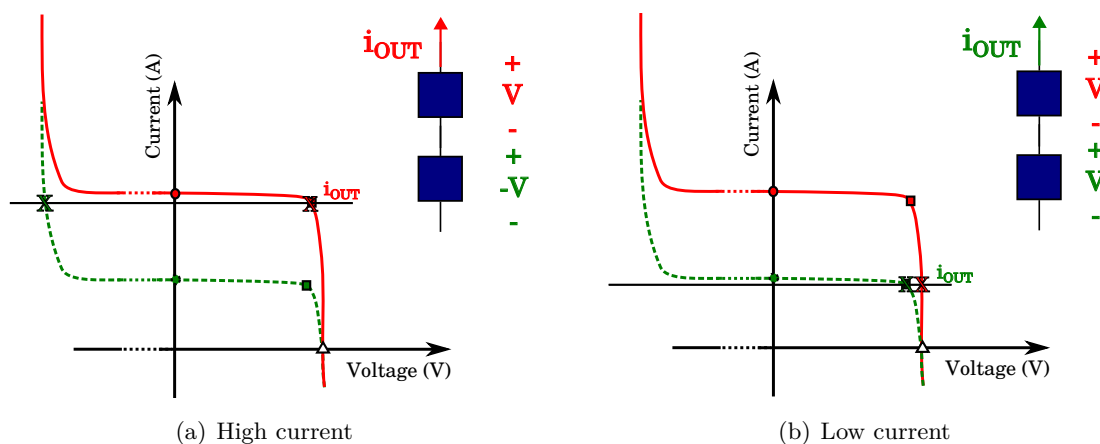 iOUT
+
V
-
+
-V
-
Current (A)
iOUT
Voltage (V)
(a) High current
iOUT
+
V
-
+
V
-
Current (A)
iOUT
Voltage (V)
(b) Low current